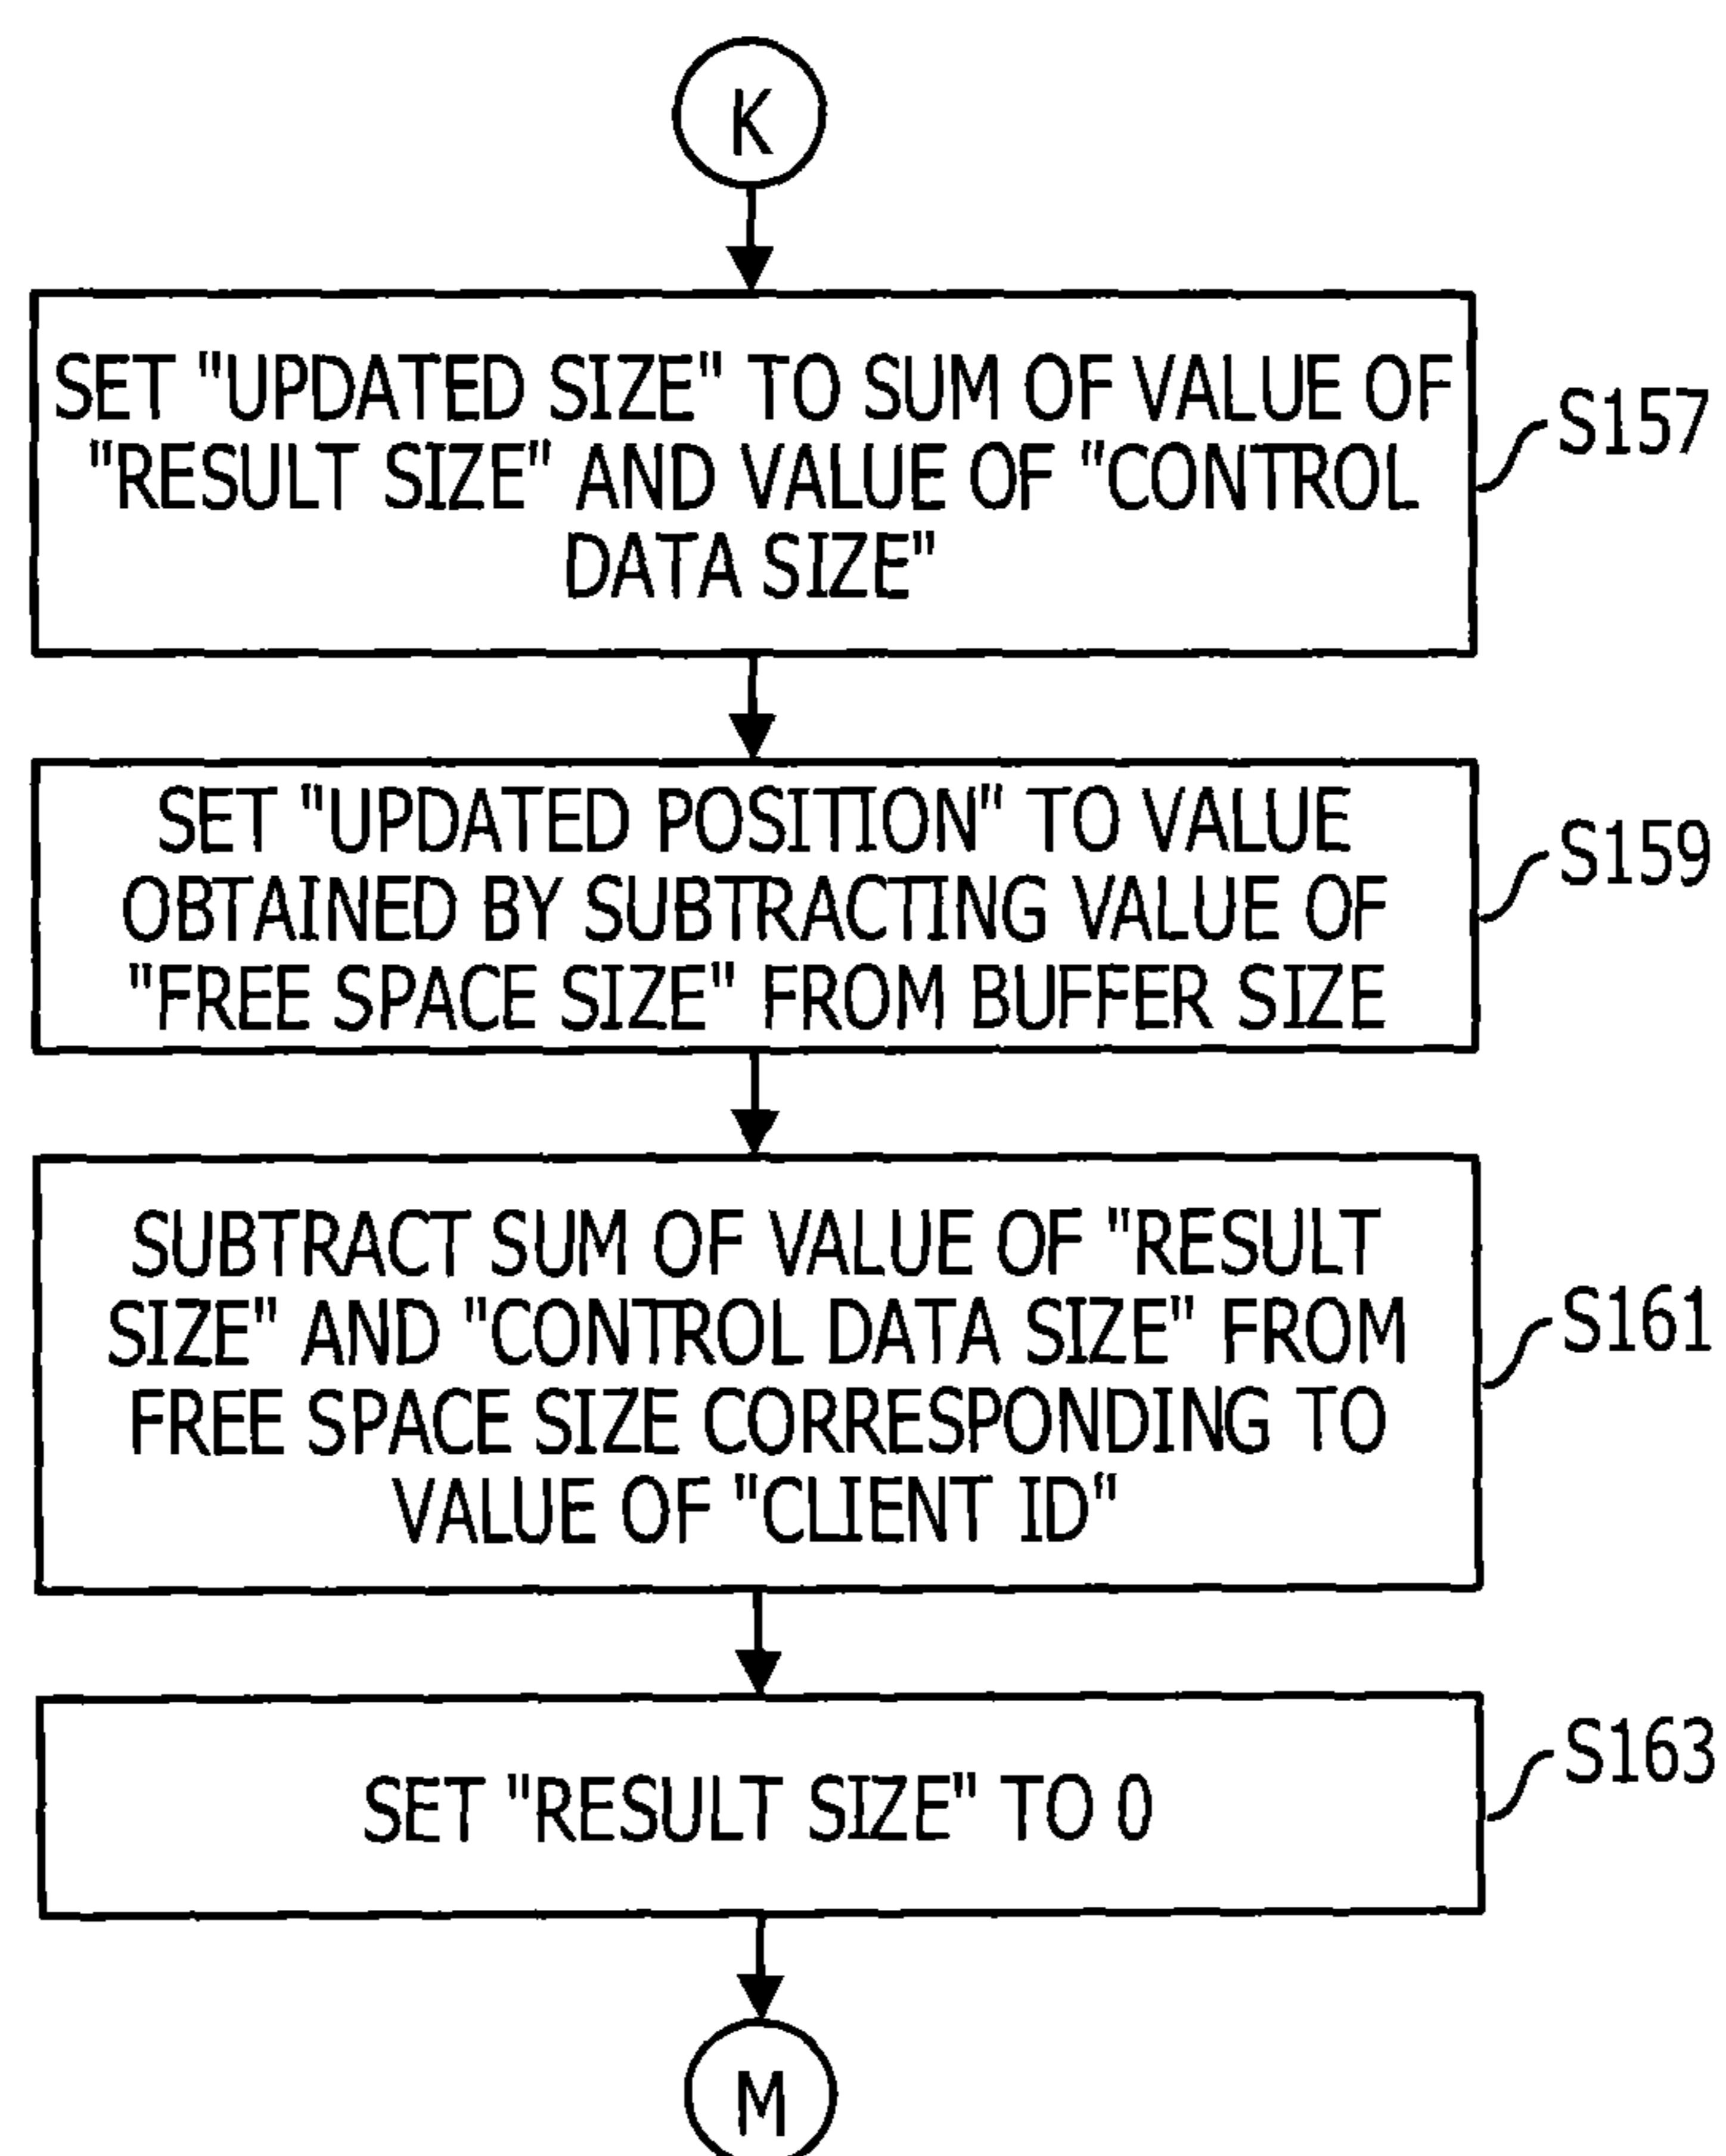 K
SET "UPDATED SIZE" TO SUM OF VALUE OF
"RESULT SIZE" AND VALUE OF "CONTROL
DATA SIZE"
S157
SET "UPDATED POSITION" TO VALUE
OBTAINED BY SUBTRACTING VALUE OF
"FREE SPACE SIZE" FROM BUFFER SIZE
S159
SUBTRACT SUM OF VALUE OF "RESULT
SIZE" AND "CONTROL DATA SIZE" FROM
FREE SPACE SIZE CORRESPONDING TO
VALUE OF "CLIENT ID"
S161
SET "RESULT SIZE" TO 0
S163
M